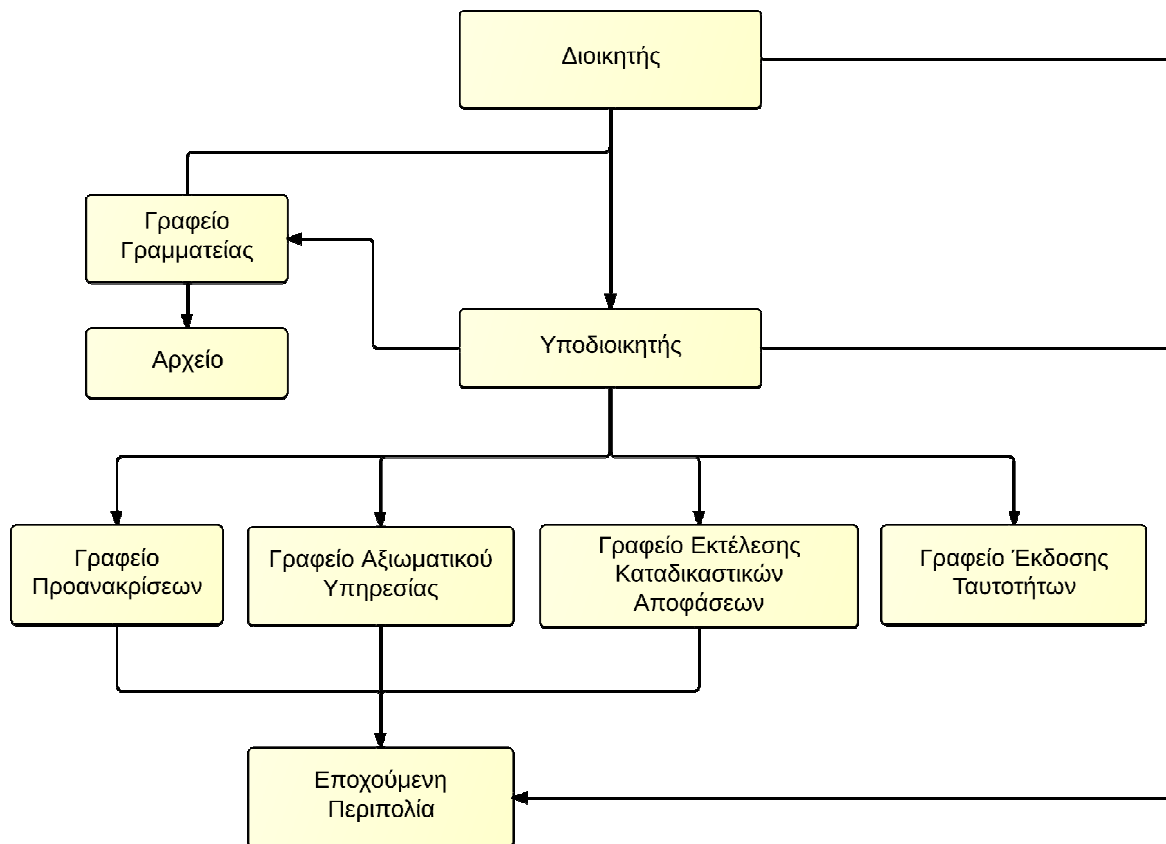 Διοικητής
Γραφείο
Γραμματείας
Αρχείο
Υποδιοικητής
Γραφείο
Προανακρίσεων
Γραφείο Αξιωματικού
Υπηρεσίας
Γραφείο Εκτέλεσης
Καταδικαστικών
Αποφάσεων
Γραφείο Έκδοσης
Ταυτοτήτων
Εποχούμενη
Περιπολία